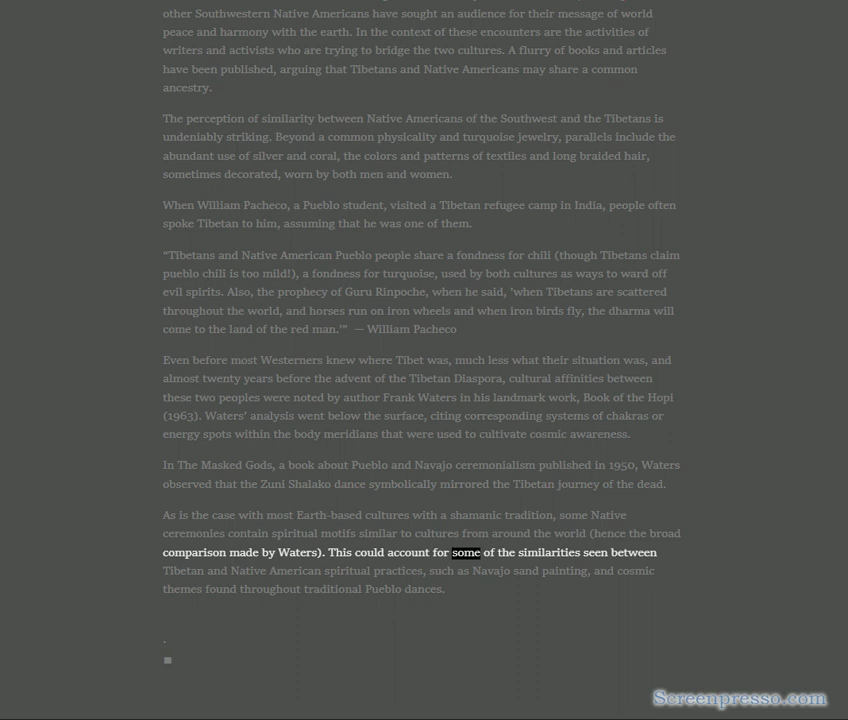 other Southwestern Native Americans have sought an audience for their message of world
peace and harmony with the earth. In the context of these encounters are the activities of
writers and activists who are trying to bridge the two cultures. A flurry of books and articles
have been published, arguing that Tibetans and Native Americans may share a common
ancestry.
The perception of similarity between Native Americans of the Southwest and the Tibetans is
undeniably striking. Beyond a common physicality and turquoise jewelry, parallels include the
abundant use of silver and coral, the colors and patterns of textiles and long braided hair,
sometimes decorated, worn by both men and women.
When William Pacheco, a Pueblo student, visited a Tibetan refugee camp in India, people often
spoke Tibetan to him, assuming that he was one of them.
"Tibetans and Native American Pueblo people share a fondness for chili (though Tibetans claim
pueblo chili is too mild!), a fondness for turquoise, used by both cultures as ways to ward off
evil spirits. Also, the prophecy of Guru Rinpoche, when he said, 'when Tibetans are scattered
throughout the world, and horses run on iron wheels and when iron birds fly, the dharma will
come to the land of the red man.'" — William Pacheco
Even before most Westerners knew where Tibet was, much less what their situation was, and
almost twenty years before the advent of the Tibetan Diaspora, cultural affinities between
these two peoples were noted by author Frank Waters in his landmark work, Book of the Hopi
(1963). Waters' analysis went below the surface, citing corresponding systems of chakras or
energy spots within the body meridians that were used to cultivate cosmic awareness.
In The Masked Gods, a book about Pueblo and Navajo ceremonialism published in 1950, Waters
observed that the Zuni Shalako dance symbolically mirrored the Tibetan journey of the dead.
As is the case with most Earth-based cultures with a shamanic tradition, some Native
ceremonies contain spiritual motifs similar to cultures from around the world (hence the broad
comparison made by Waters). This could account for some of the similarities seen between
Tibetan and Native American spiritual practices, such as Navajo sand painting, and cosmic
themes found throughout traditional Pueblo dances.
.
Screenpresso.com